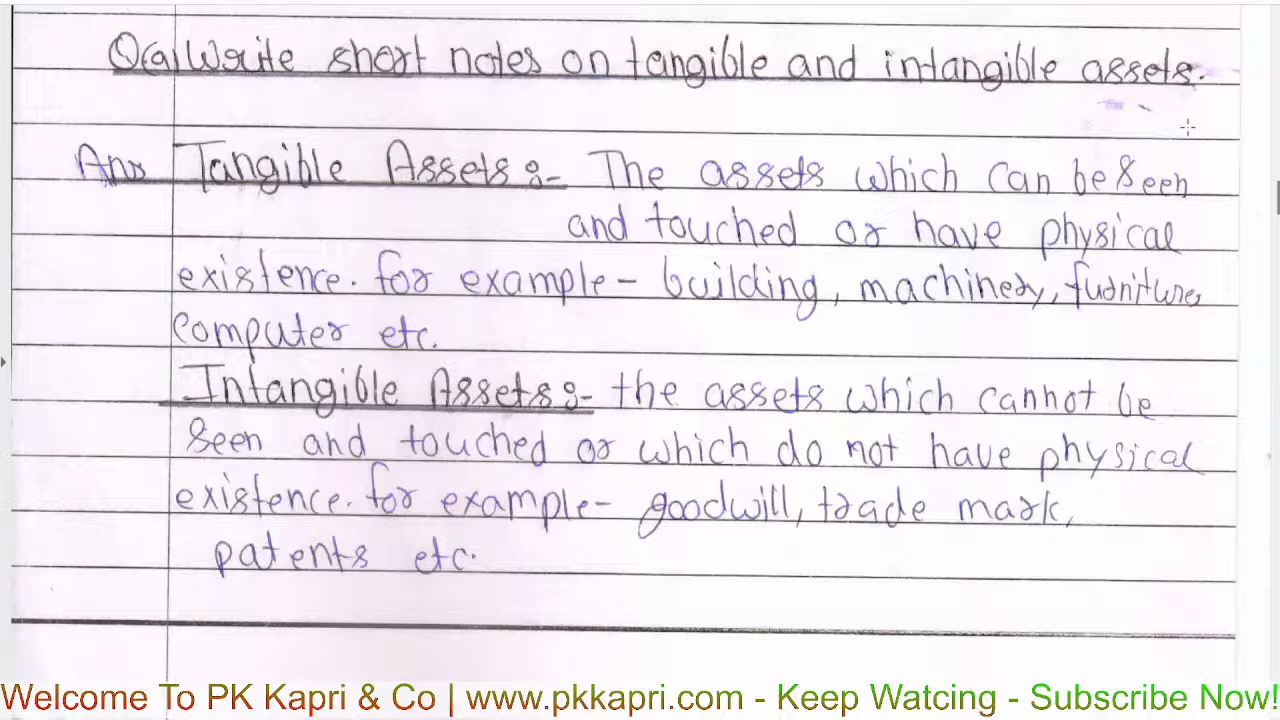 Q(a) Write short notes on tangible and intangible assets.
Ans Tangible Assets:- The assets which can be seen
and touched or have physical
existence. for example- building, machinery, furniture,
computer etc.
Intangible Assets:- the assets which cannot be
seen and touched or which do not have physical
existence. for example- goodwill, trade mark,
patents etc.
Welcome To PK Kapri & Co | www.pkkapri.com - Keep Watcing - Subscribe Now!